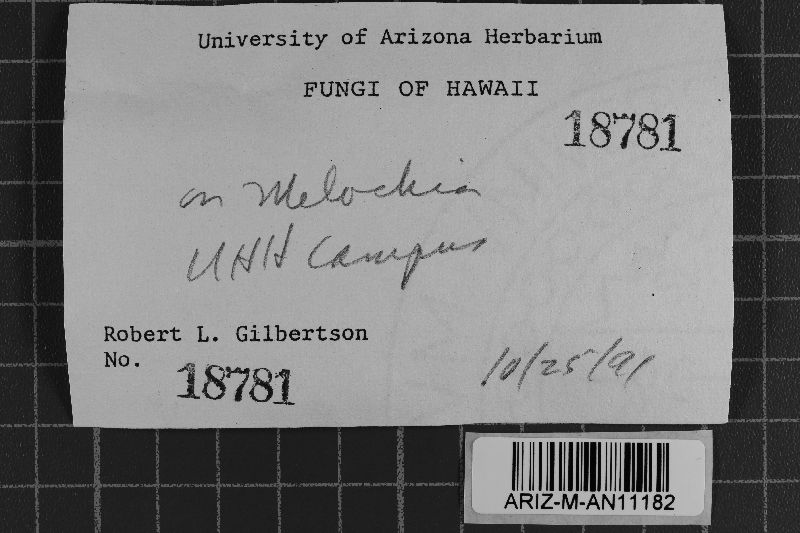 University of Arizona Herbarium
FUNGI OF HAWAII
18781
on Melochia
UHH Campus
Robert L. Gilbertson
No. 18781
10/25/91
ARIZ-M-AN11182